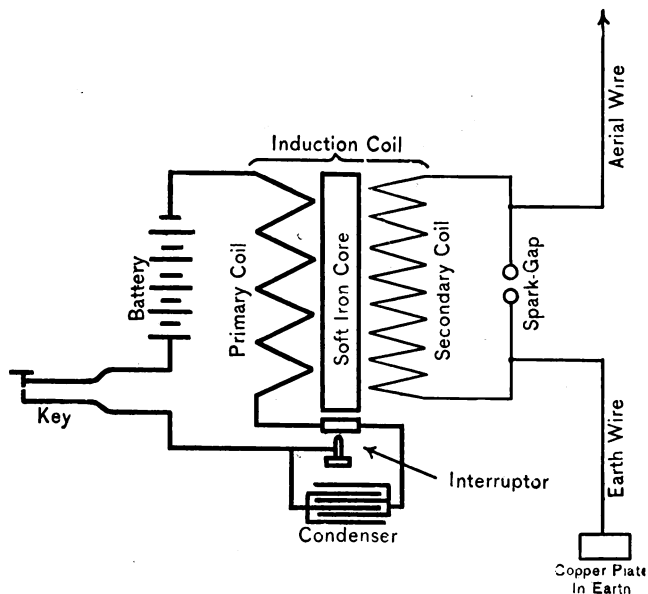 Induction Coil
Aerial Wire
Battery
Primary Coil
Soft Iron Core
Secondary Coil
Spark-Gap
Key
Interruptor
Condenser
Earth Wire
Copper Plate
In Earth